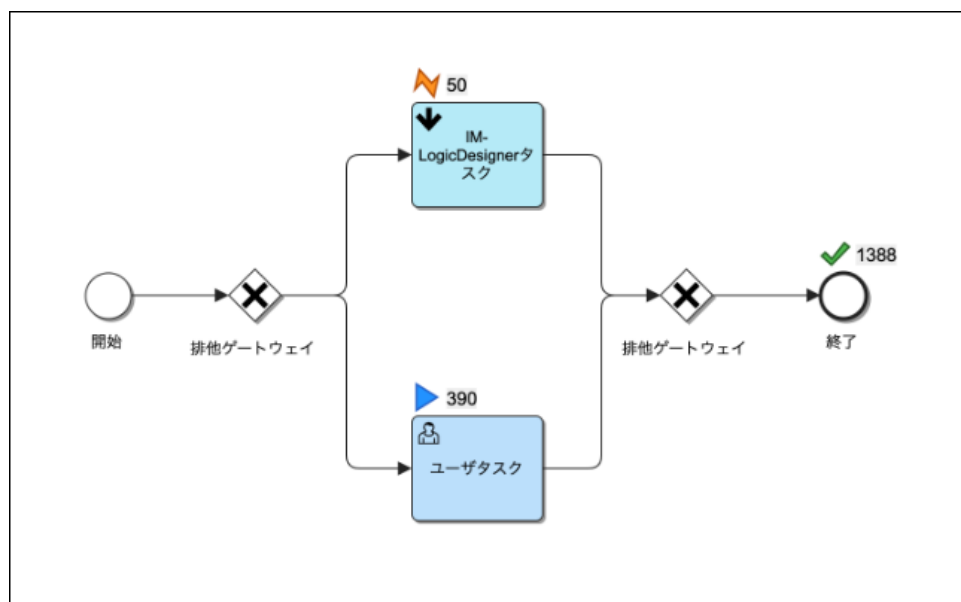 50
IM-
LogicDesignerタ
スク
1388
開始
排他ゲートウェイ
排他ゲートウェイ
終了
390
ユーザタスク